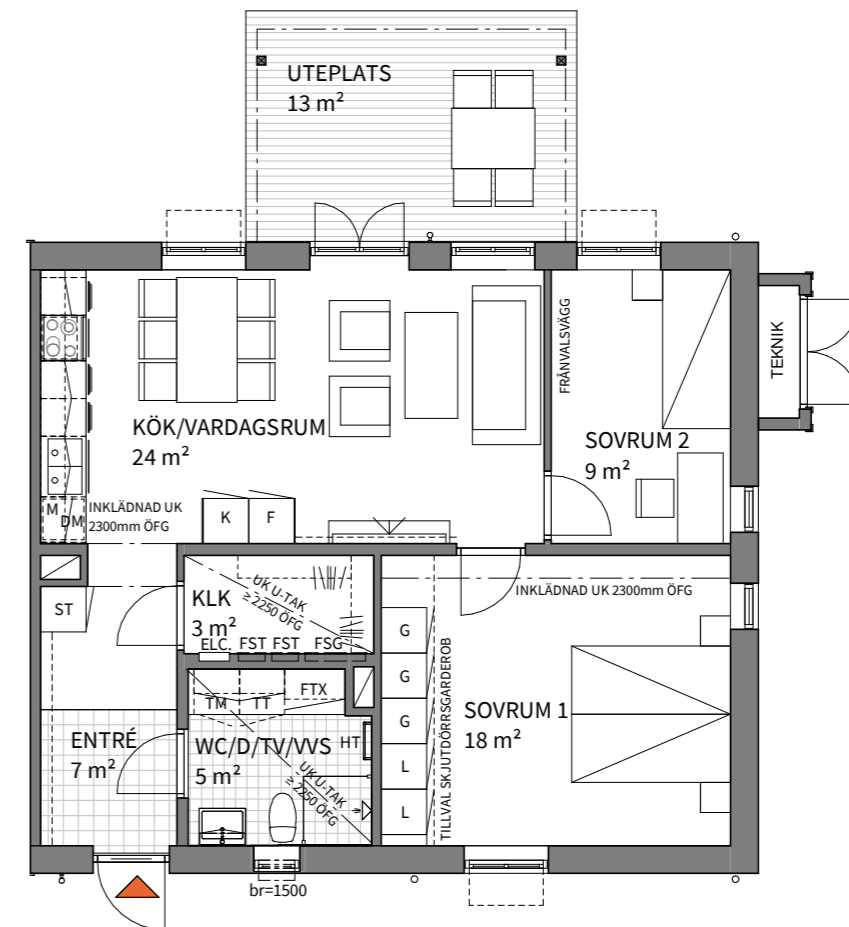 UTEPLATS
13 m²
FRÅNVALSVÄGG
TEKNIK
KÖK/VARDAGSRUM
24 m²
SOVRUM 2
9 m²
M
DM
INKLÄDNAD UK
2300mm ÖFG
K
F
ST
KLK
3 m²
UK U-TAK
≥2250 ÖFG
ELC.
FST
FST
FSG
INKLÄDNAD UK 2300mm ÖFG
G
G
G
L
L
TILLVAL SKJUTDÖRRSGARDEROB
SOVRUM 1
18 m²
TM
TT
FTX
ENTRÉ
7 m²
WC/D/TV/VVS
5 m²
HT
UK U-TAK
≥2250 ÖFG
br=1500